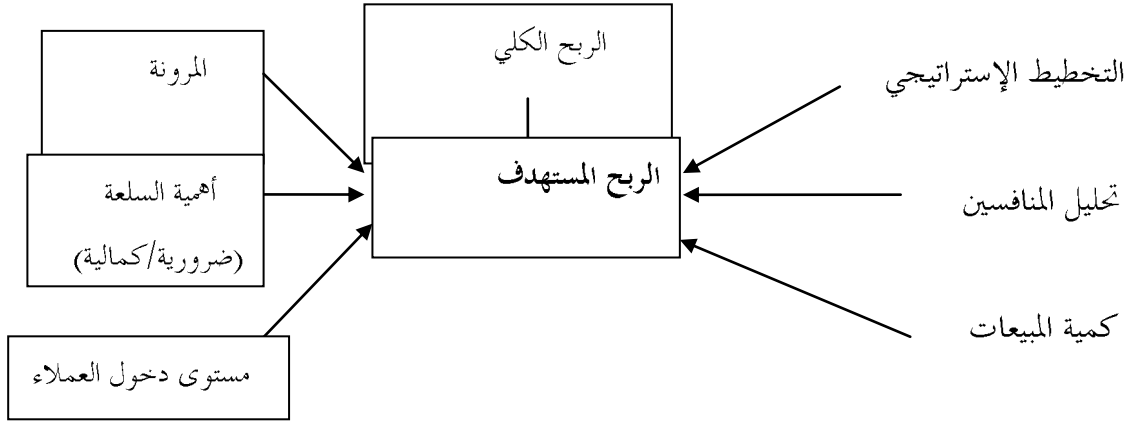 الربح الكلي
المرونة
التخطيط الإستراتيجي
الربح المستهدف
أهمية السلعة
(ضرورية/كمالية)
تحليل المنافسين
كمية المبيعات
مستوى دخول العملاء